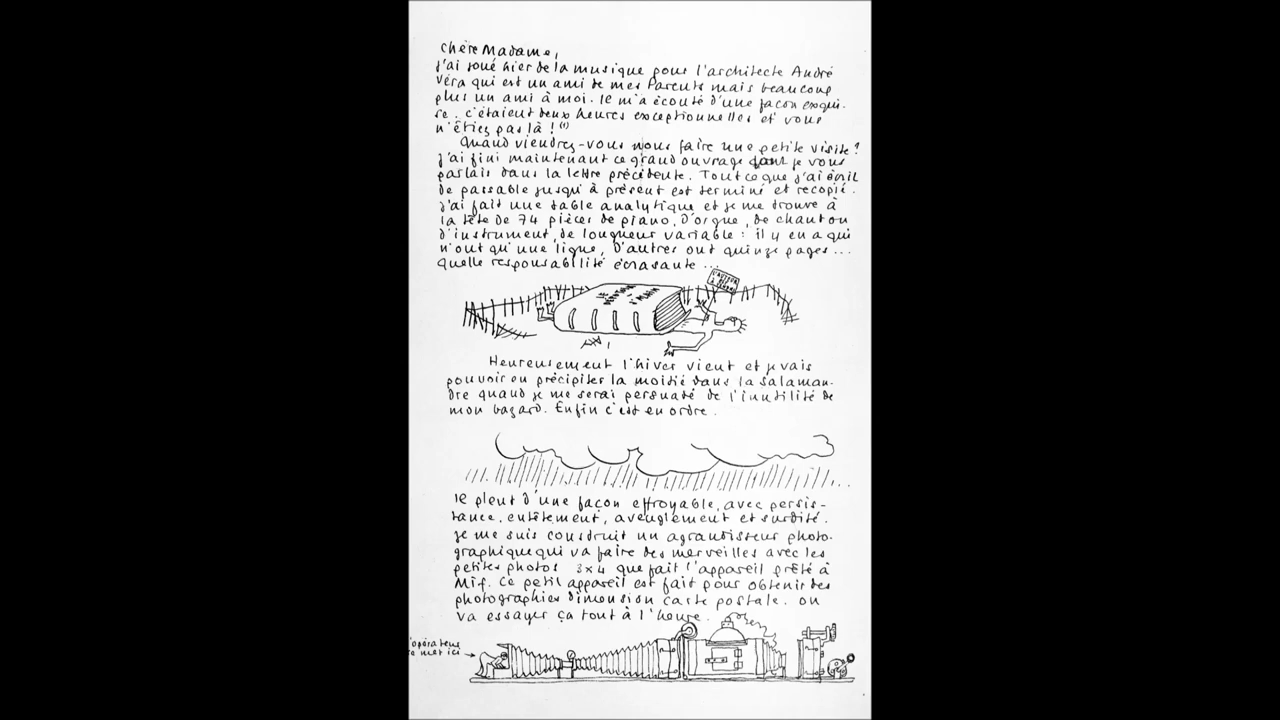 Chère Madame,
J'ai joué hier de la musique pour l'architecte André
Véra qui est un ami de mes Parents mais beaucoup
plus un ami à moi. Il m'a écouté d'une façon exqui-
se. c'étaient deux heures exceptionnelles et vous
n'étiez pas là ! (1)
Quand viendrez-vous nous faire une petite visite ?
J'ai fini maintenant ce grand ouvrage dont je vous
parlais dans la lettre précédente. Tout ce que j'ai écrit
de passable jusqu'à présent est terminé et recopié.
J'ai fait une table analytique et je me trouve à
la tête de 74 pièces de piano, d'orgue, de chant ou
d'instrument, de longueur variable : il y en a qui
n'ont qu'une ligne, d'autres ont quinze pages...
quelle responsabilité écrasante...
L'AUTEUR
Heureusement l'hiver vient et je vais
pouvoir en précipiter la moitié dans la salaman-
dre quand je me serai persuadé de l'inutilité de
mon bazard. Enfin c'est en ordre.
Il pleut d'une façon effroyable, avec persis-
tance, entêtement, aveuglement et surdité.
Je me suis construit un agrandisseur photo-
graphique qui va faire des merveilles avec les
petites photos 3x4 que fait l'appareil prêté à
Mif. Ce petit appareil est fait pour obtenir des
photographies dimension carte postale. on
va essayer ça tout à l'heure.
l'opérateur
se met ici